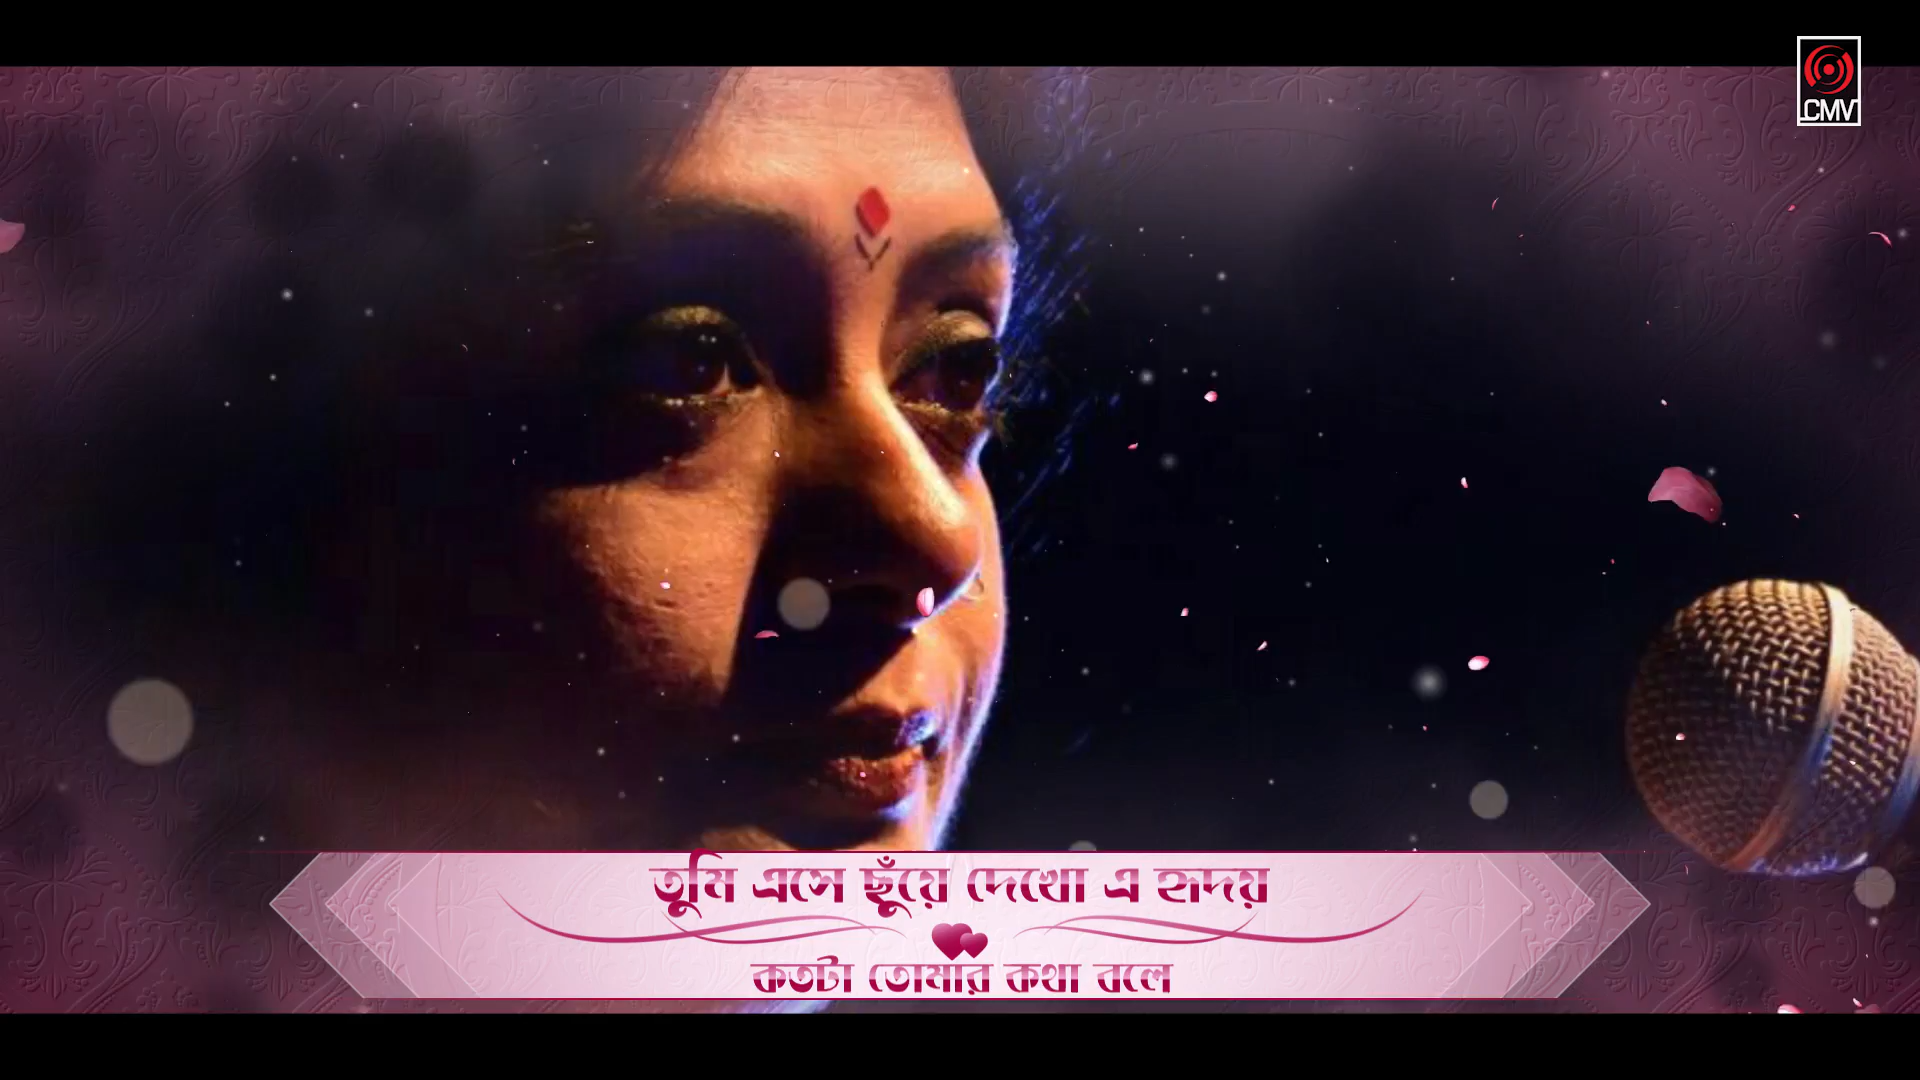 CMV
তুমি এসে ছুঁয়ে দেখো এ হৃদয়
কতটা তোমার কথা বলে